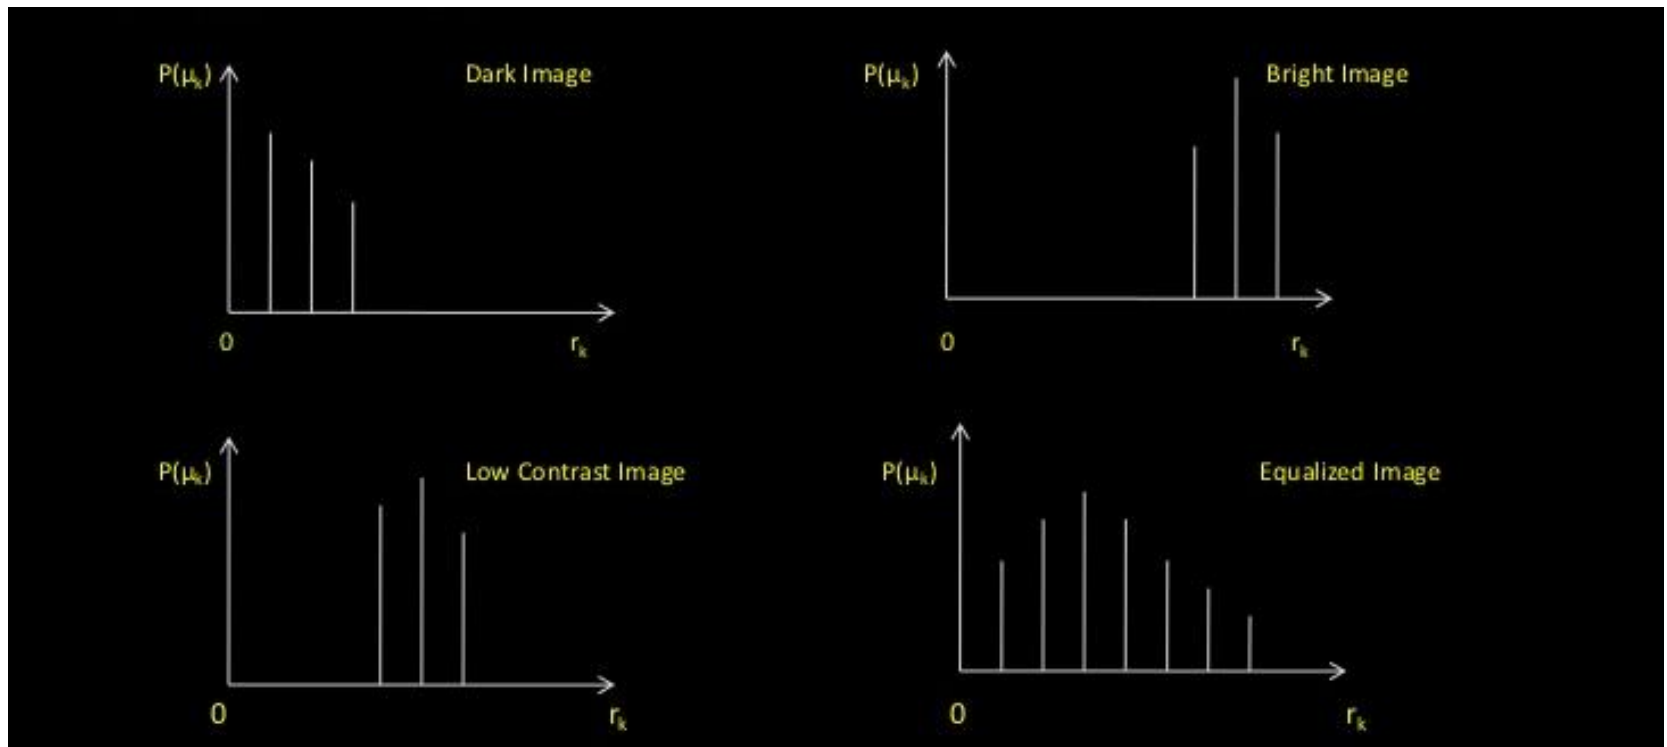 P(μₖ)
Dark Image
0
rₖ
P(μₖ)
Bright Image
0
rₖ
P(μₖ)
Low Contrast Image
0
rₖ
P(μₖ)
Equalized Image
0
rₖ